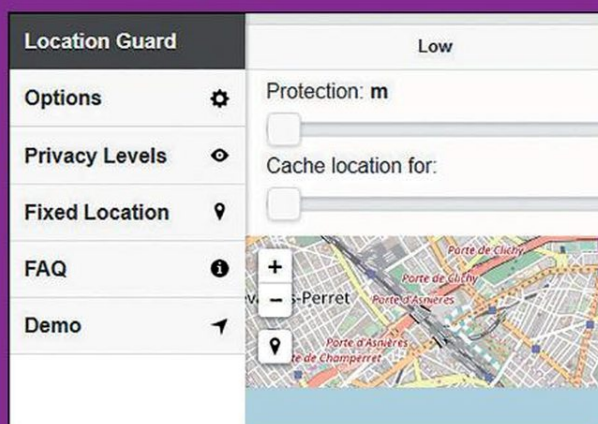 Location Guard
Options
Privacy Levels
Fixed Location
FAQ
Demo
Low
Protection: m
Cache location for:
+
−
Porte de Clichy
Porte de Clichy
s-Perret
Porte d'Asnières
Porte d'Asnières
te de Champerret